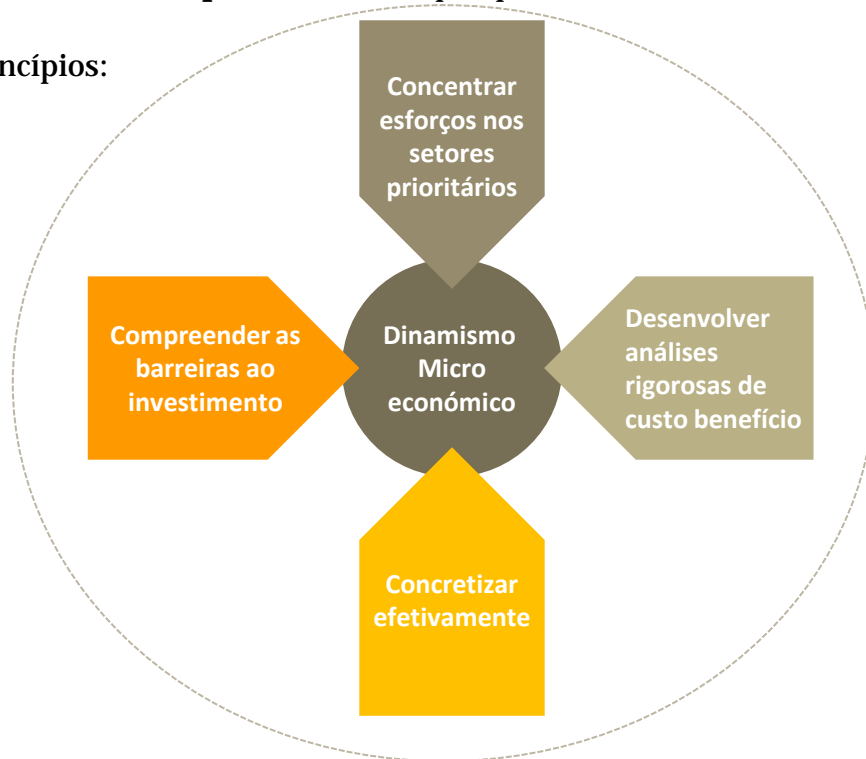 ncípios:
Concentrar
esforços nos
setores
prioritários
Compreender as
barreiras ao
investimento
Dinamismo
Micro
económico
Desenvolver
análises
rigorosas de
custo benefício
Concretizar
efetivamente